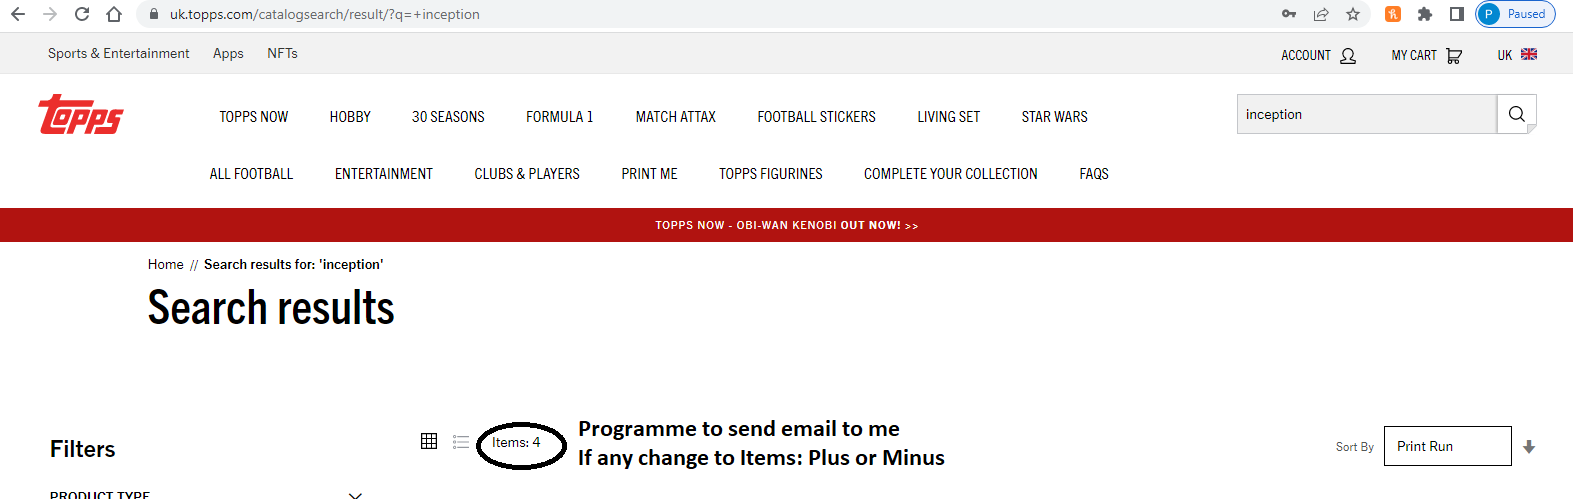 uk.topps.com/catalogsearch/result/?q=+inception
P Paused
Sports & Entertainment Apps NFTs
ACCOUNT MY CART UK
Topps
TOPPS NOW HOBBY 30 SEASONS FORMULA 1 MATCH ATTAX FOOTBALL STICKERS LIVING SET STAR WARS
inception
ALL FOOTBALL ENTERTAINMENT CLUBS & PLAYERS PRINT ME TOPPS FIGURINES COMPLETE YOUR COLLECTION FAQS
TOPPS NOW - OBI-WAN KENOBI OUT NOW! >>
Home // Search results for: 'inception'
Search results
Filters
Items: 4
Programme to send email to me
If any change to Items: Plus or Minus
Sort By Print Run
PRODUCT TYPE